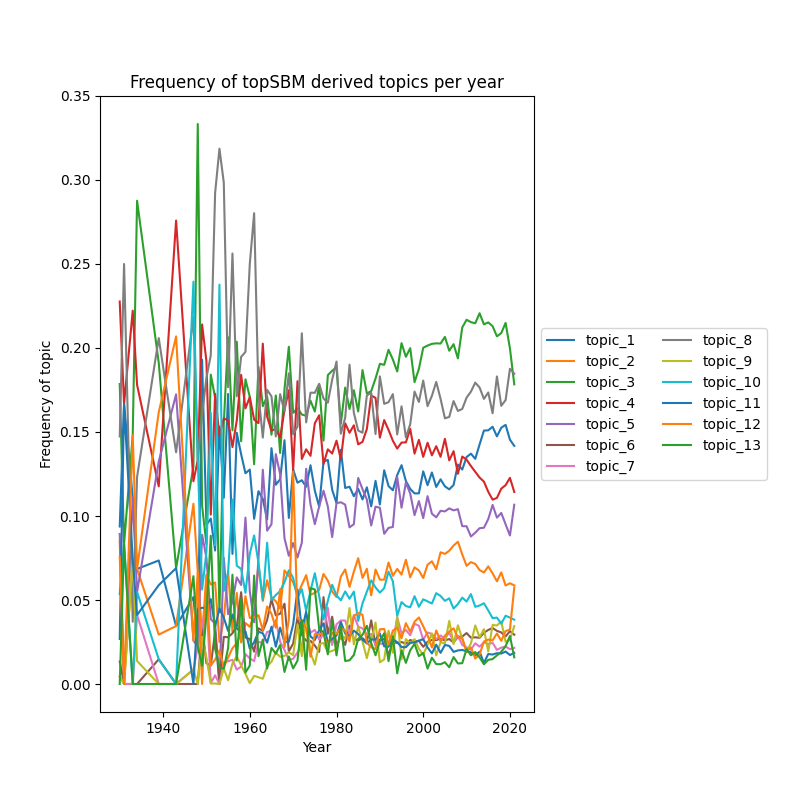 Frequency of topSBM derived topics per year
0.35
0.30
0.25
0.20
0.15
0.10
0.05
0.00
Frequency of topic
1940 1960 1980 2000 2020
Year
topic_1 topic_8
topic_2 topic_9
topic_3 topic_10
topic_4 topic_11
topic_5 topic_12
topic_6 topic_13
topic_7